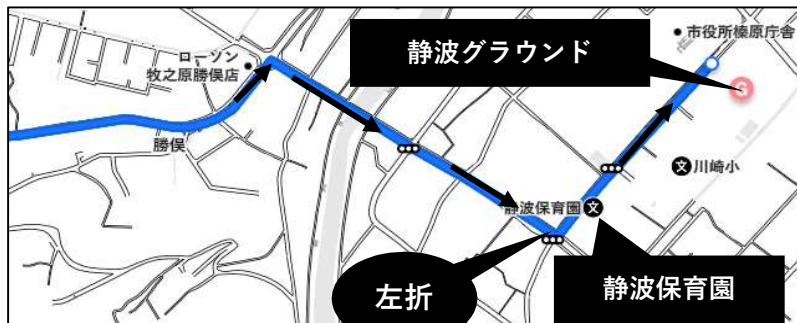 市役所榛原庁舎
静波グラウンド
ローソン
牧之原勝俣店
G
勝俣
文川崎小
静波保育園文
左折
静波保育園